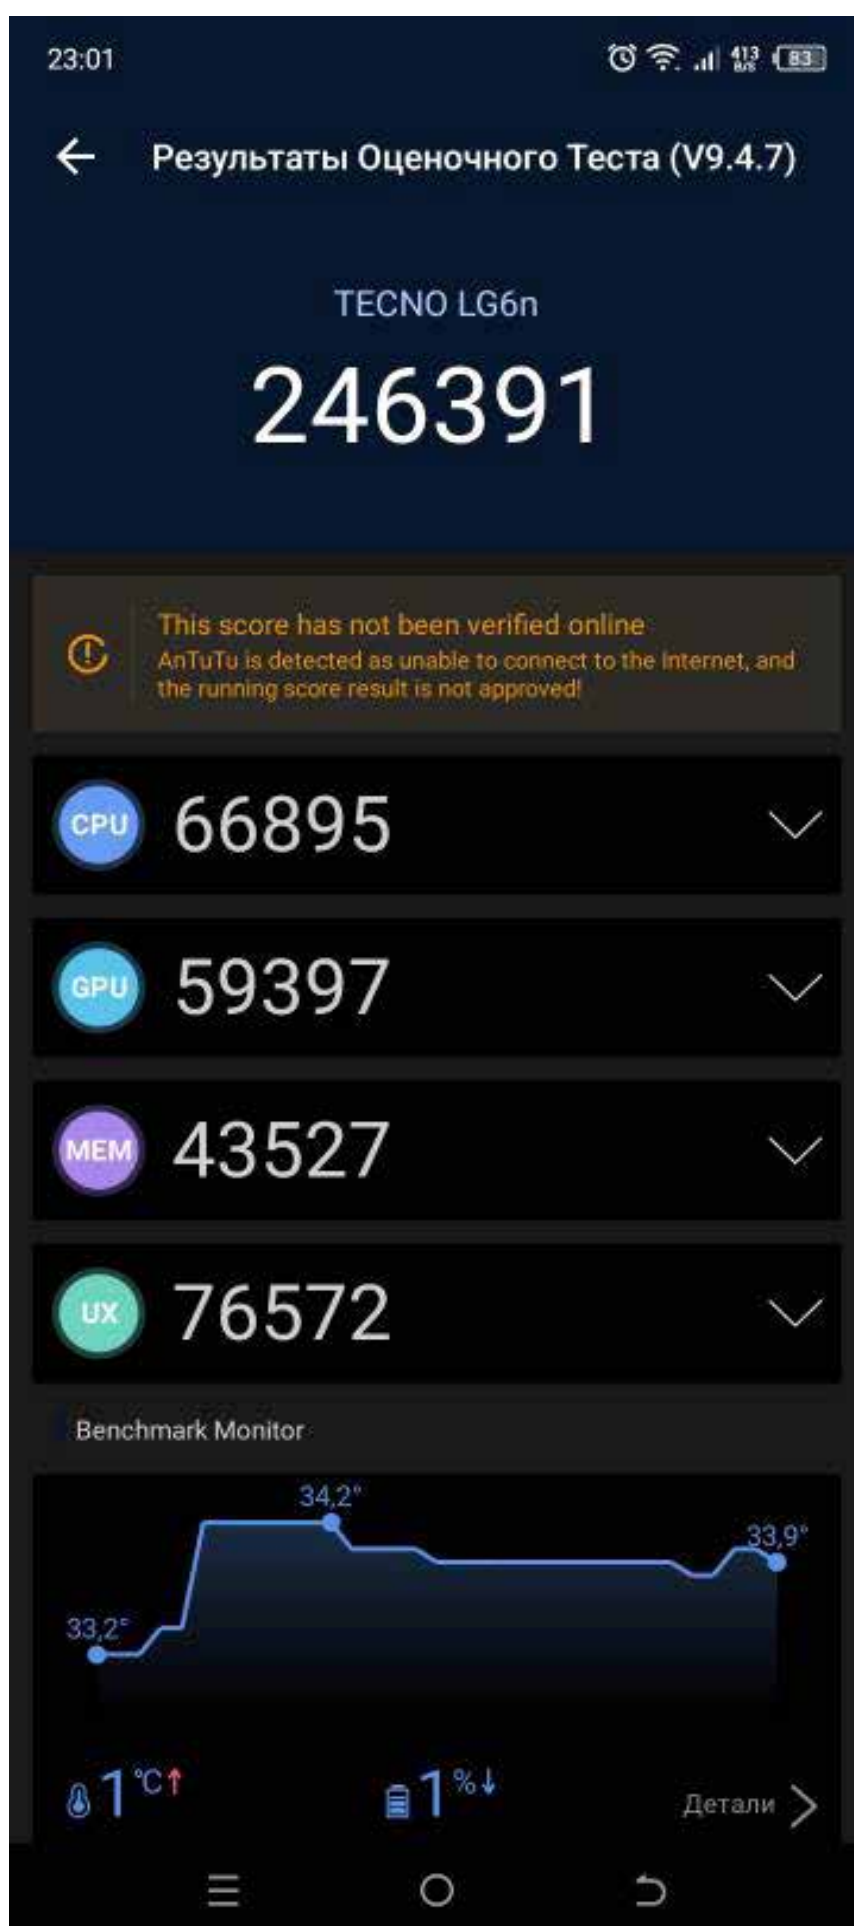 23:01
413 B/S 83
Результаты Оценочного Теста (V9.4.7)
TECNO LG6n
246391
This score has not been verified online
AnTuTu is detected as unable to connect to the Internet, and
the running score result is not approved!
CPU 66895
GPU 59397
MEM 43527
UX 76572
Benchmark Monitor
34,2°
33,9°
33,2°
1 °C↑ 1 %↓ Детали